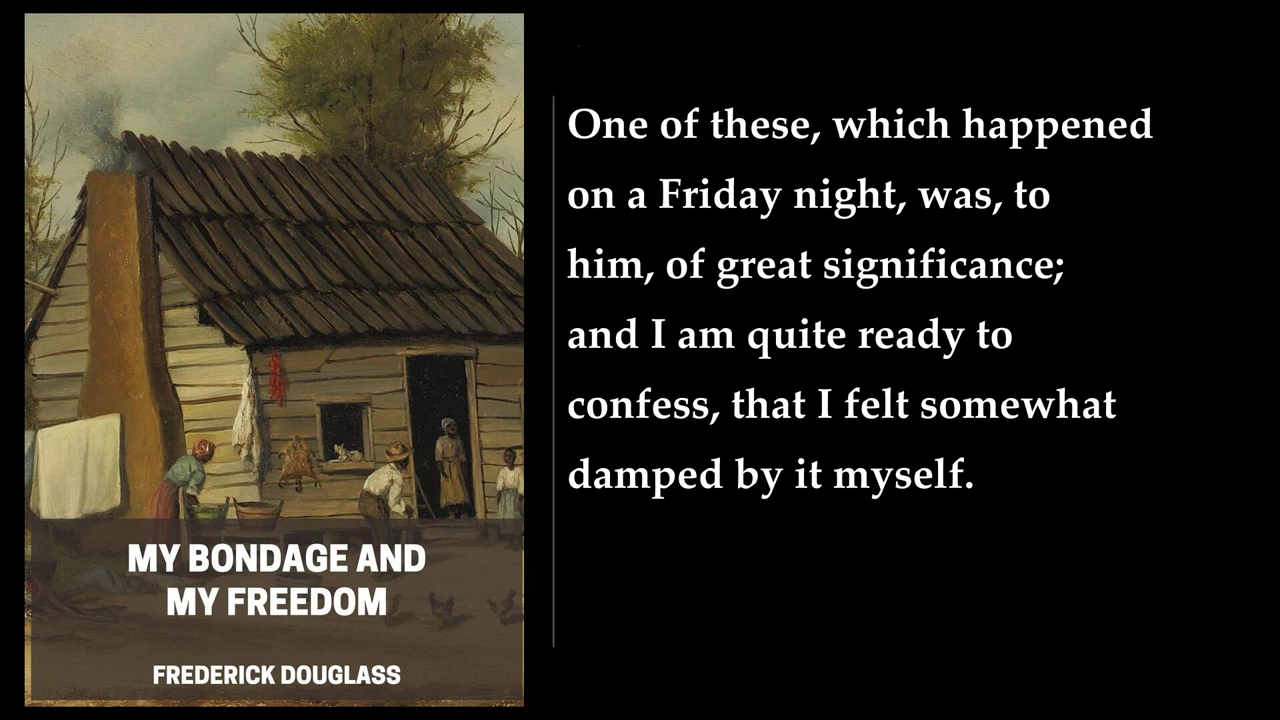 MY BONDAGE AND
MY FREEDOM
FREDERICK DOUGLASS
One of these, which happened
on a Friday night, was, to
him, of great significance;
and I am quite ready to
confess, that I felt somewhat
damped by it myself.